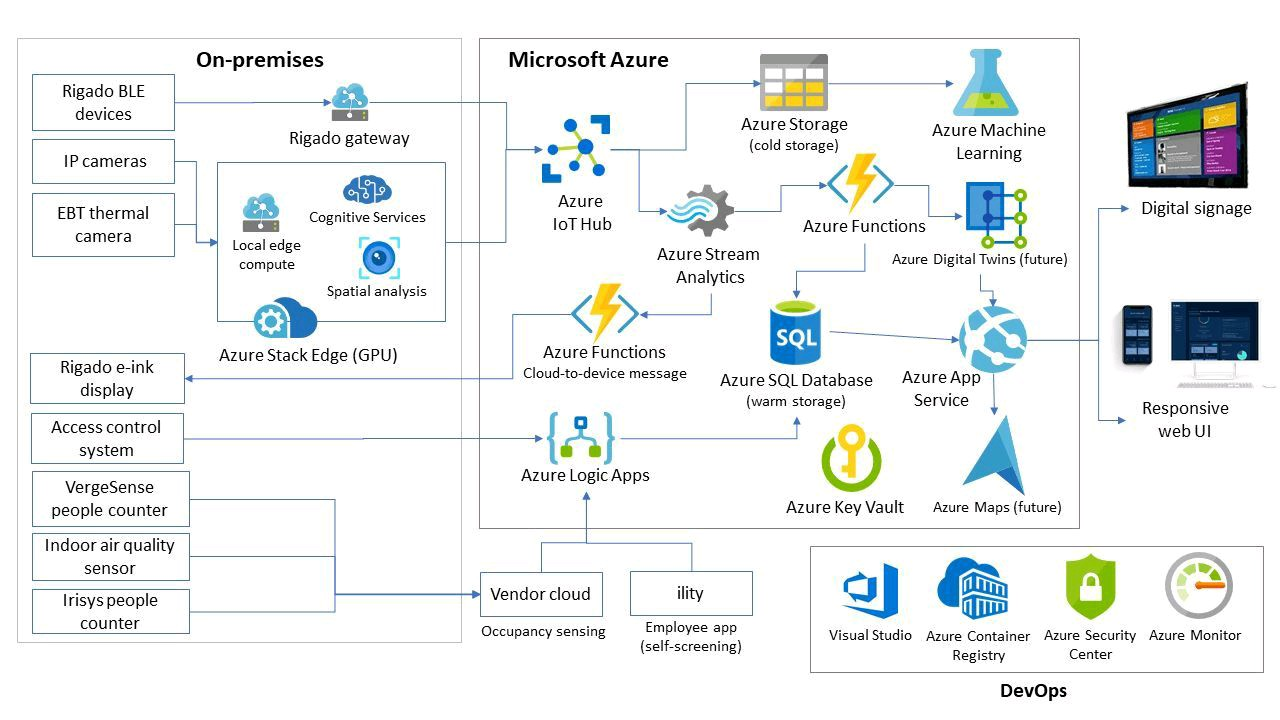 On-premises
Rigado BLE
devices
Rigado gateway
IP cameras
EBT thermal
camera
Local edge
compute
Cognitive Services
Spatial analysis
Azure Stack Edge (GPU)
Rigado e-ink
display
Access control
system
VergeSense
people counter
Indoor air quality
sensor
Irisys people
counter
Microsoft Azure
Azure
IoT Hub
Azure Storage
(cold storage)
Azure Machine
Learning
Azure Stream
Analytics
Azure Functions
Azure Digital Twins (future)
Azure Functions
Cloud-to-device message
SQL
Azure SQL Database
(warm storage)
Azure App
Service
Azure Logic Apps
Azure Key Vault
Azure Maps (future)
Vendor cloud
Occupancy sensing
ility
Employee app
(self-screening)
Digital signage
Responsive
web UI
Visual Studio
Azure Container
Registry
Azure Security
Center
Azure Monitor
DevOps